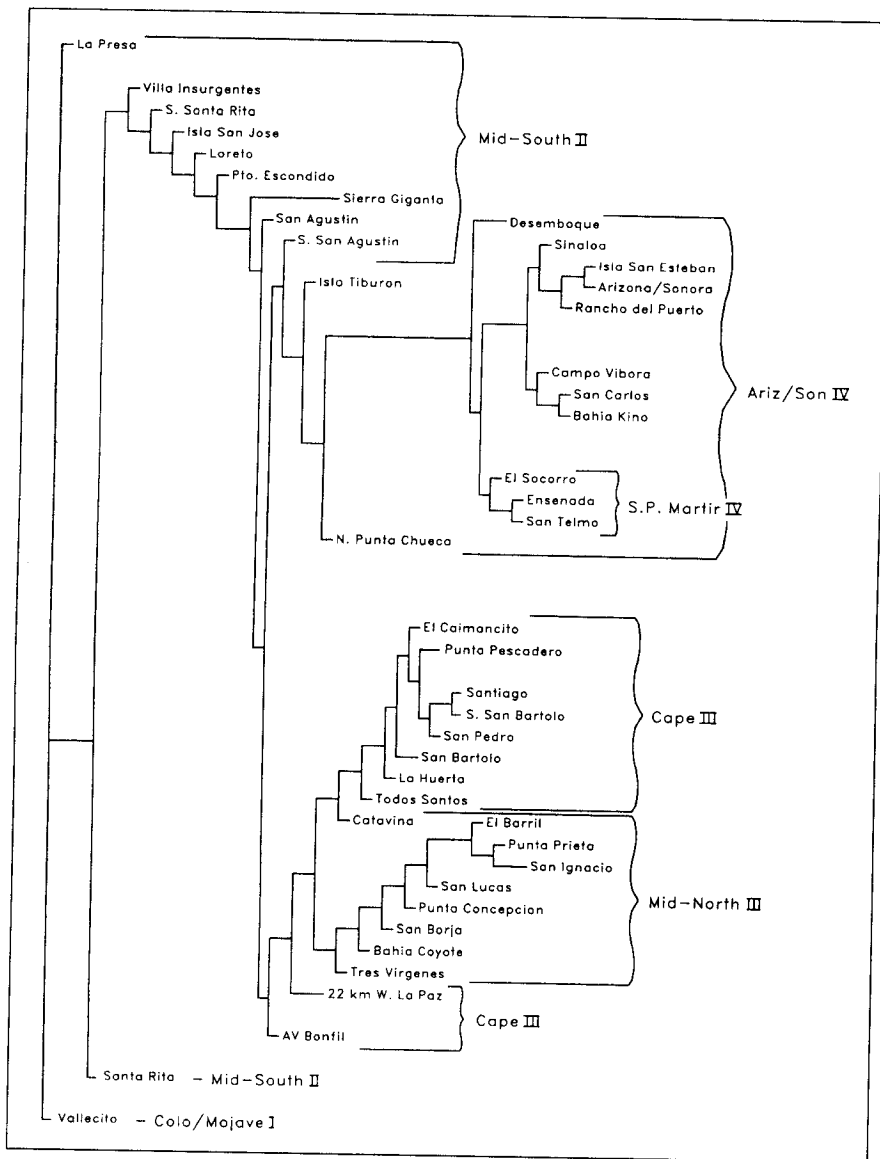 La Presa
Villa Insurgentes
S. Santa Rita
Isla San Jose
Mid-South II
Loreto
Pto. Escondido
Sierra Giganta
San Agustin
Desemboque
S. San Agustin
Sinaloa
Isla San Esteban
Isla Tiburon
Arizona/Sonora
Rancho del Puerto
Campo Vibora
Ariz/Son IV
San Carlos
Bahia Kino
El Socorro
Ensenada
S.P. Martir IV
San Telmo
N. Punta Chueca
El Caimancito
Punta Pescadero
Santiago
S. San Bartolo
Cape III
San Pedro
San Bartolo
La Huerta
Todos Santos
Catavina
El Barril
Punta Prieta
San Ignacio
San Lucas
Mid-North III
Punta Concepcion
San Borja
Bahia Coyote
Tres Virgenes
22 km W. La Paz
Cape III
AV Bonfil
Santa Rita - Mid-South II
Vallecito - Colo/Mojave I